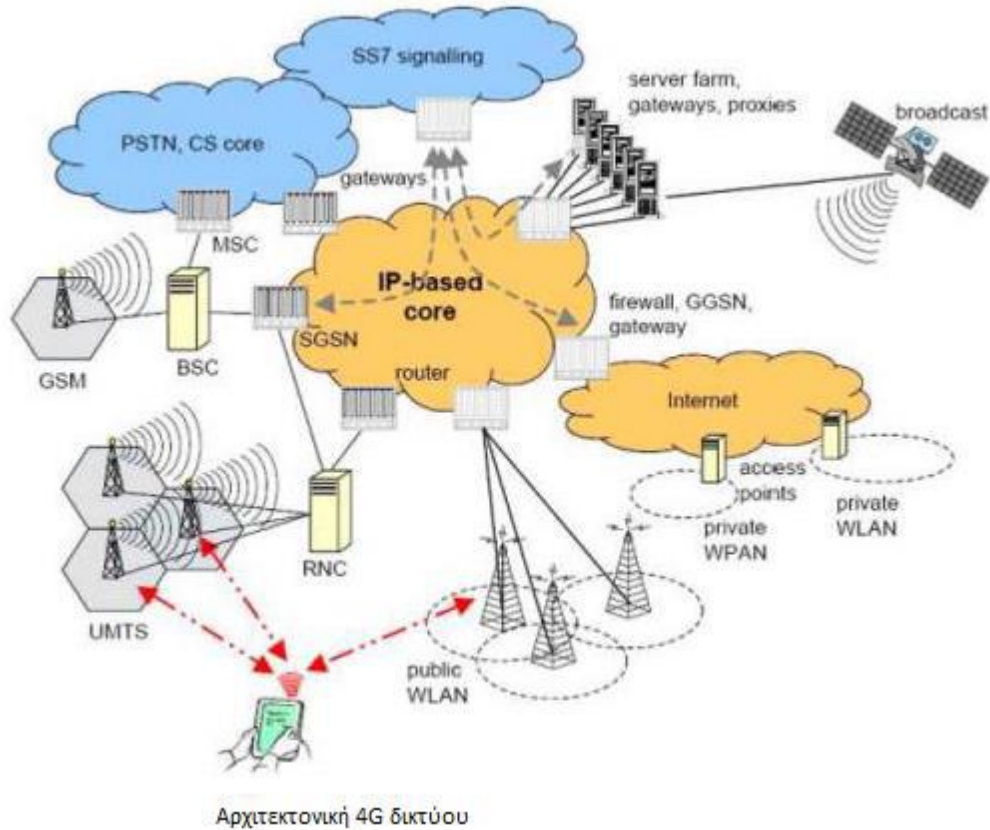 SS7 signalling
server farm,
gateways, proxies
broadcast
PSTN, CS core
gateways
MSC
IP-based
core
firewall, GGSN,
gateway
SGSN
GSM
BSC
router
Internet
access
points
private
WLAN
private
WPAN
RNC
UMTS
public
WLAN
Αρχιτεκτονική 4G δικτύου